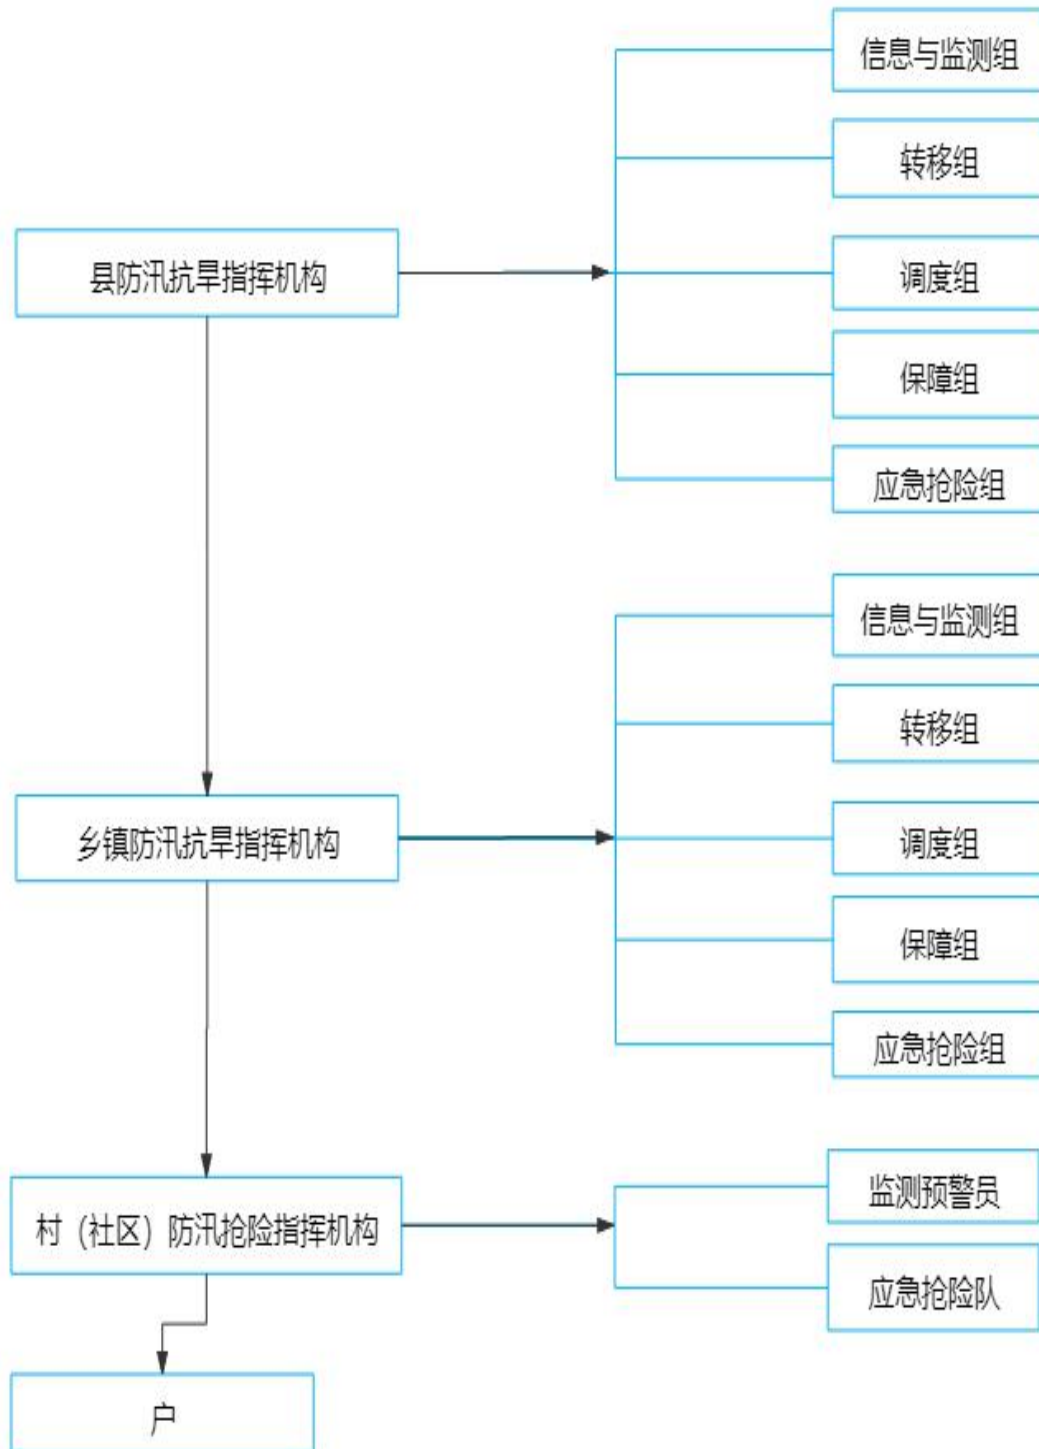 信息与监测组
转移组
县防汛抗旱指挥机构
调度组
保障组
应急抢险组
信息与监测组
转移组
乡镇防汛抗旱指挥机构
调度组
保障组
应急抢险组
监测预警员
村（社区）防汛抢险指挥机构
应急抢险队
户